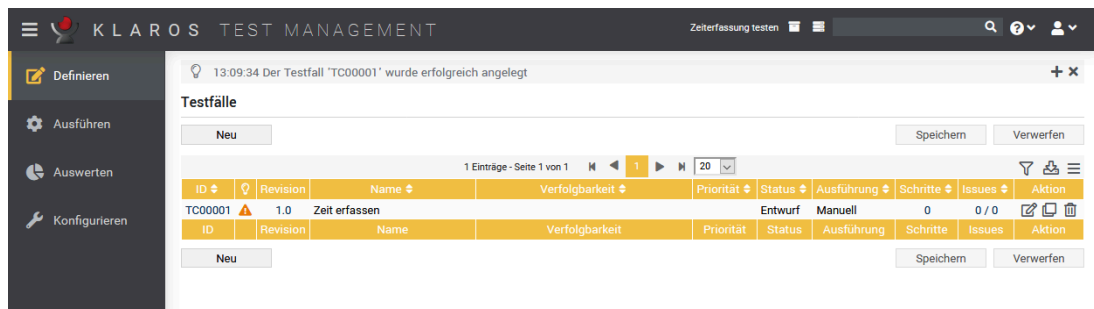 KLAROS TEST MANAGEMENT Zeiterfassung testen
Definieren
13:09:34 Der Testfall 'TC00001' wurde erfolgreich angelegt
Testfälle
Ausführen
Neu Speichern Verwerfen
1 Einträge - Seite 1 von 1 1 20
Auswerten
ID Revision Name Verfolgbarkeit Priorität Status Ausführung Schritte Issues Aktion
TC00001 1.0 Zeit erfassen Entwurf Manuell 0 0 / 0
Konfigurieren
ID Revision Name Verfolgbarkeit Priorität Status Ausführung Schritte Issues Aktion
Neu Speichern Verwerfen